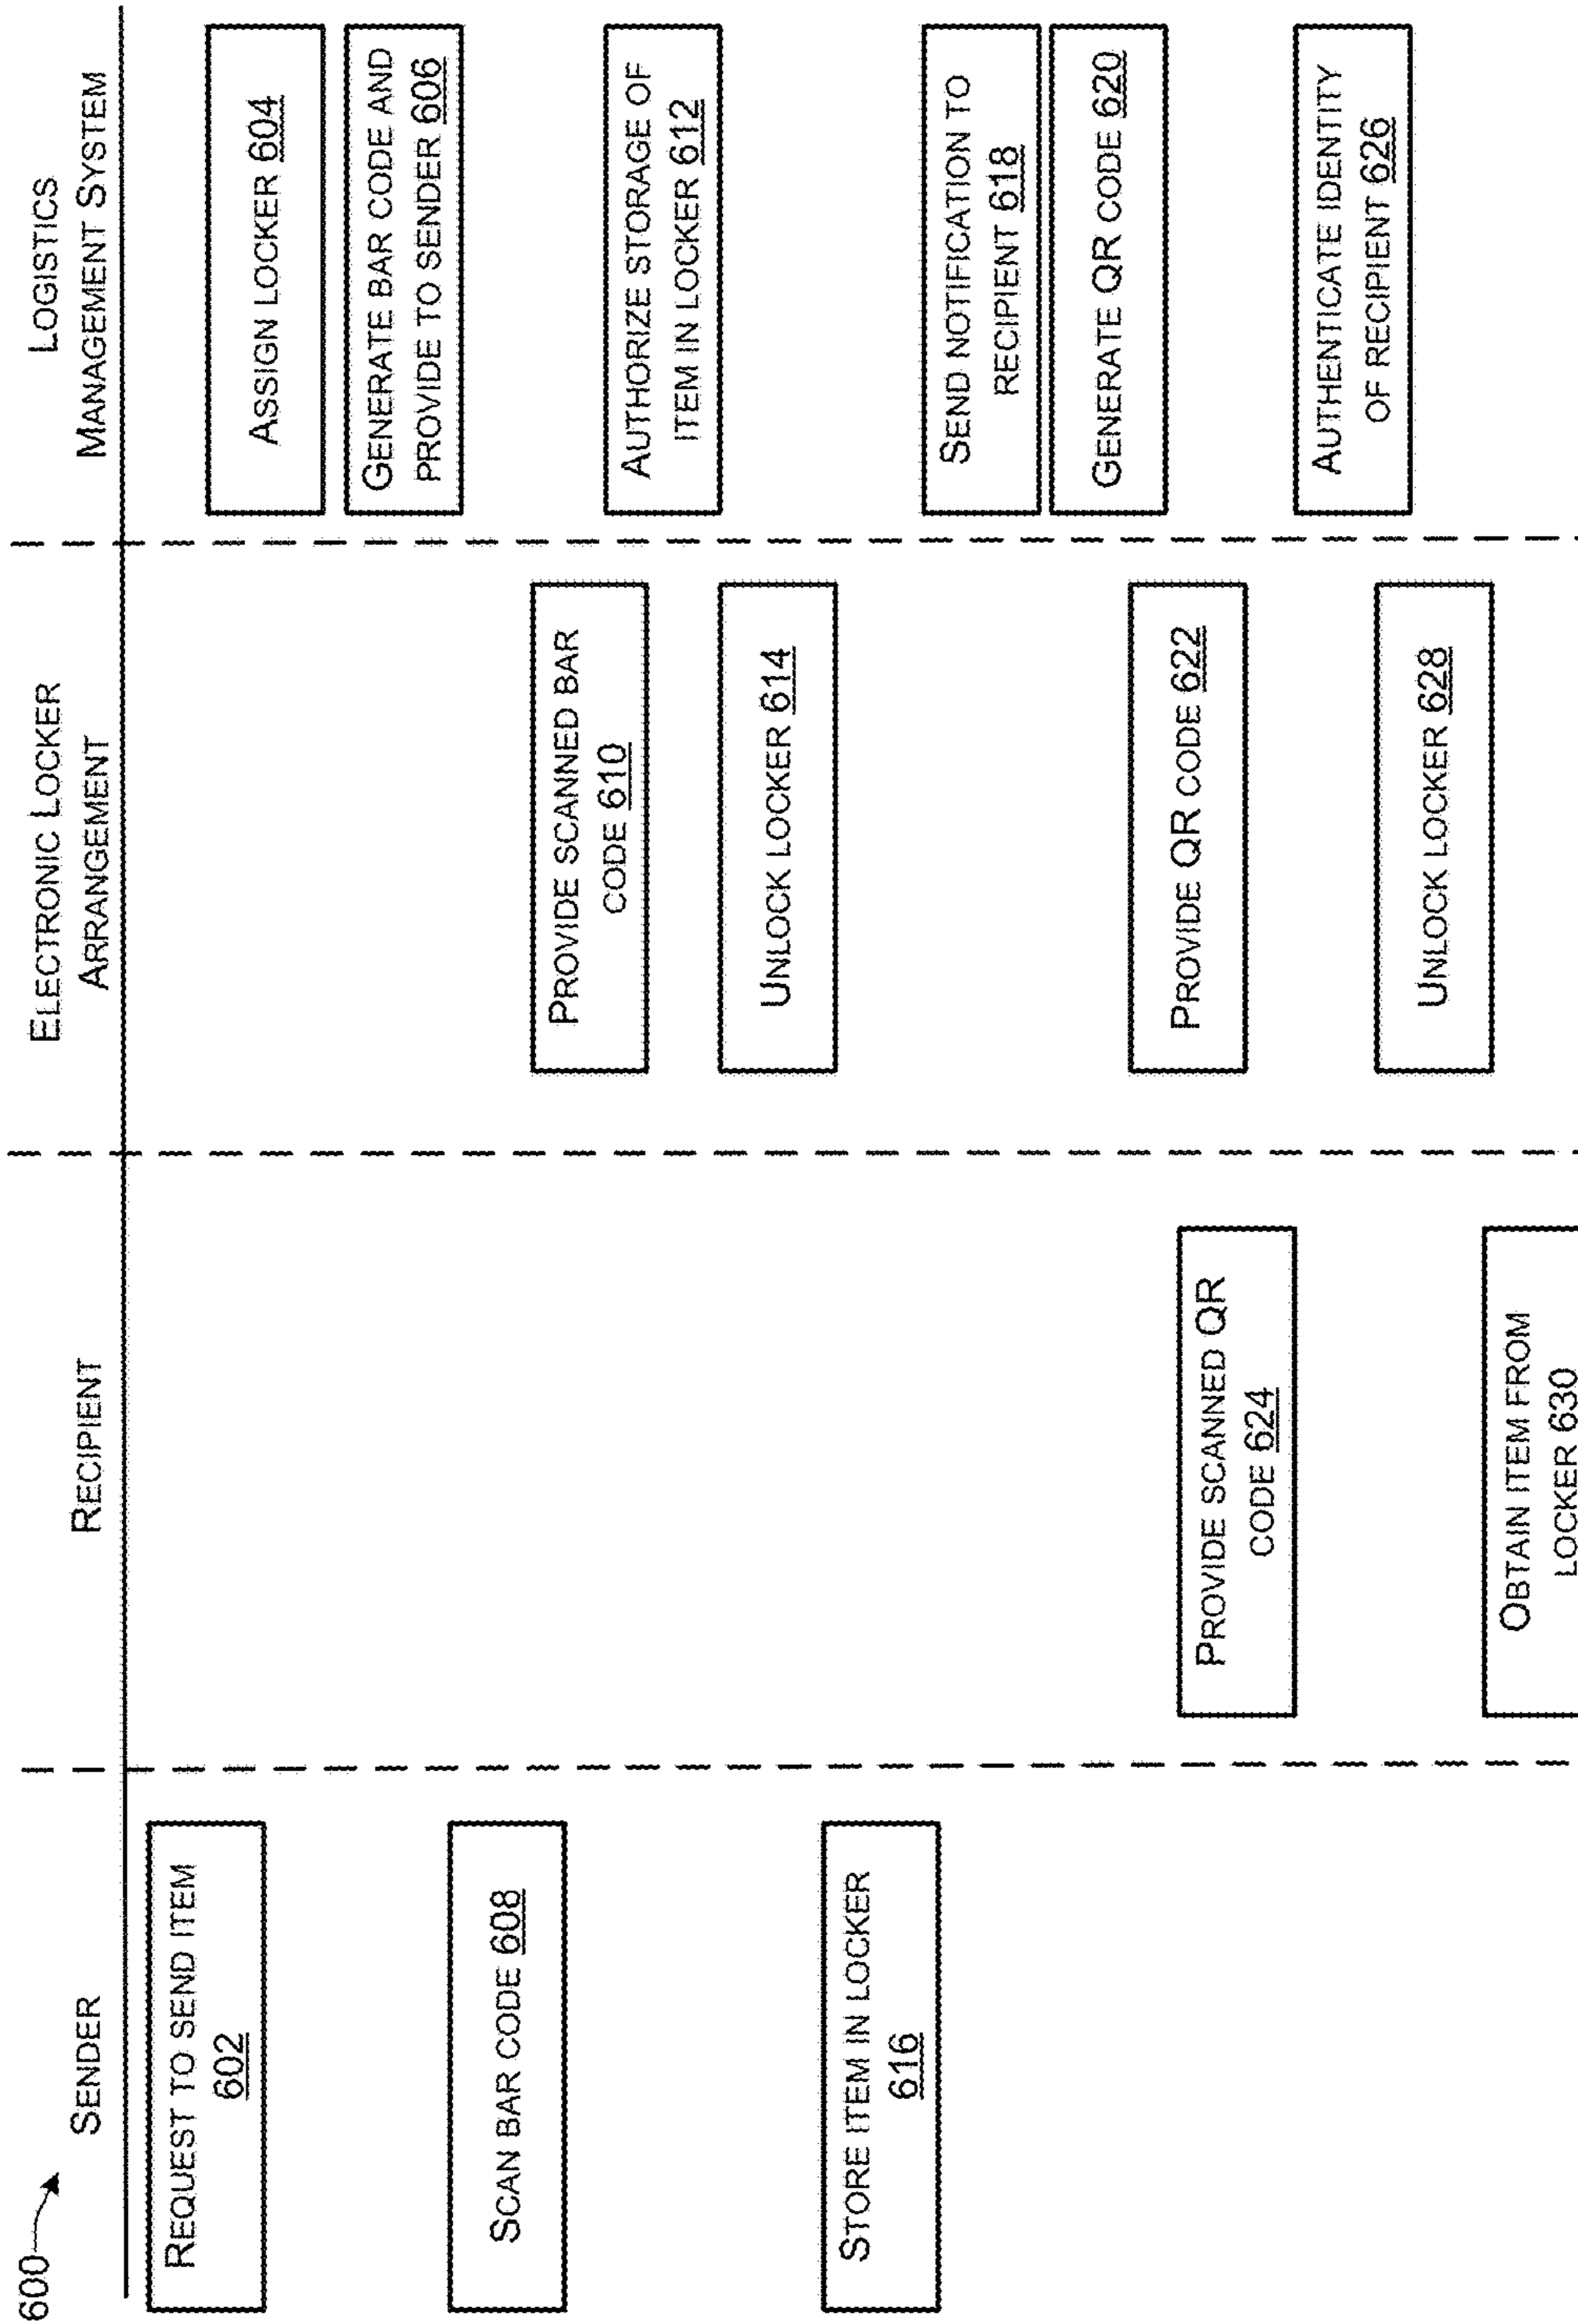 600
SENDER
RECIPIENT
ELECTRONIC LOCKER
ARRANGEMENT
LOGISTICS
MANAGEMENT SYSTEM
REQUEST TO SEND ITEM
602
ASSIGN LOCKER 604
GENERATE BAR CODE AND
PROVIDE TO SENDER 606
SCAN BAR CODE 608
PROVIDE SCANNED BAR
CODE 610
AUTHORIZE STORAGE OF
ITEM IN LOCKER 612
UNLOCK LOCKER 614
STORE ITEM IN LOCKER
616
SEND NOTIFICATION TO
RECIPIENT 618
GENERATE QR CODE 620
PROVIDE QR CODE 622
PROVIDE SCANNED QR
CODE 624
AUTHENTICATE IDENTITY
OF RECIPIENT 626
UNLOCK LOCKER 628
OBTAIN ITEM FROM
LOCKER 630